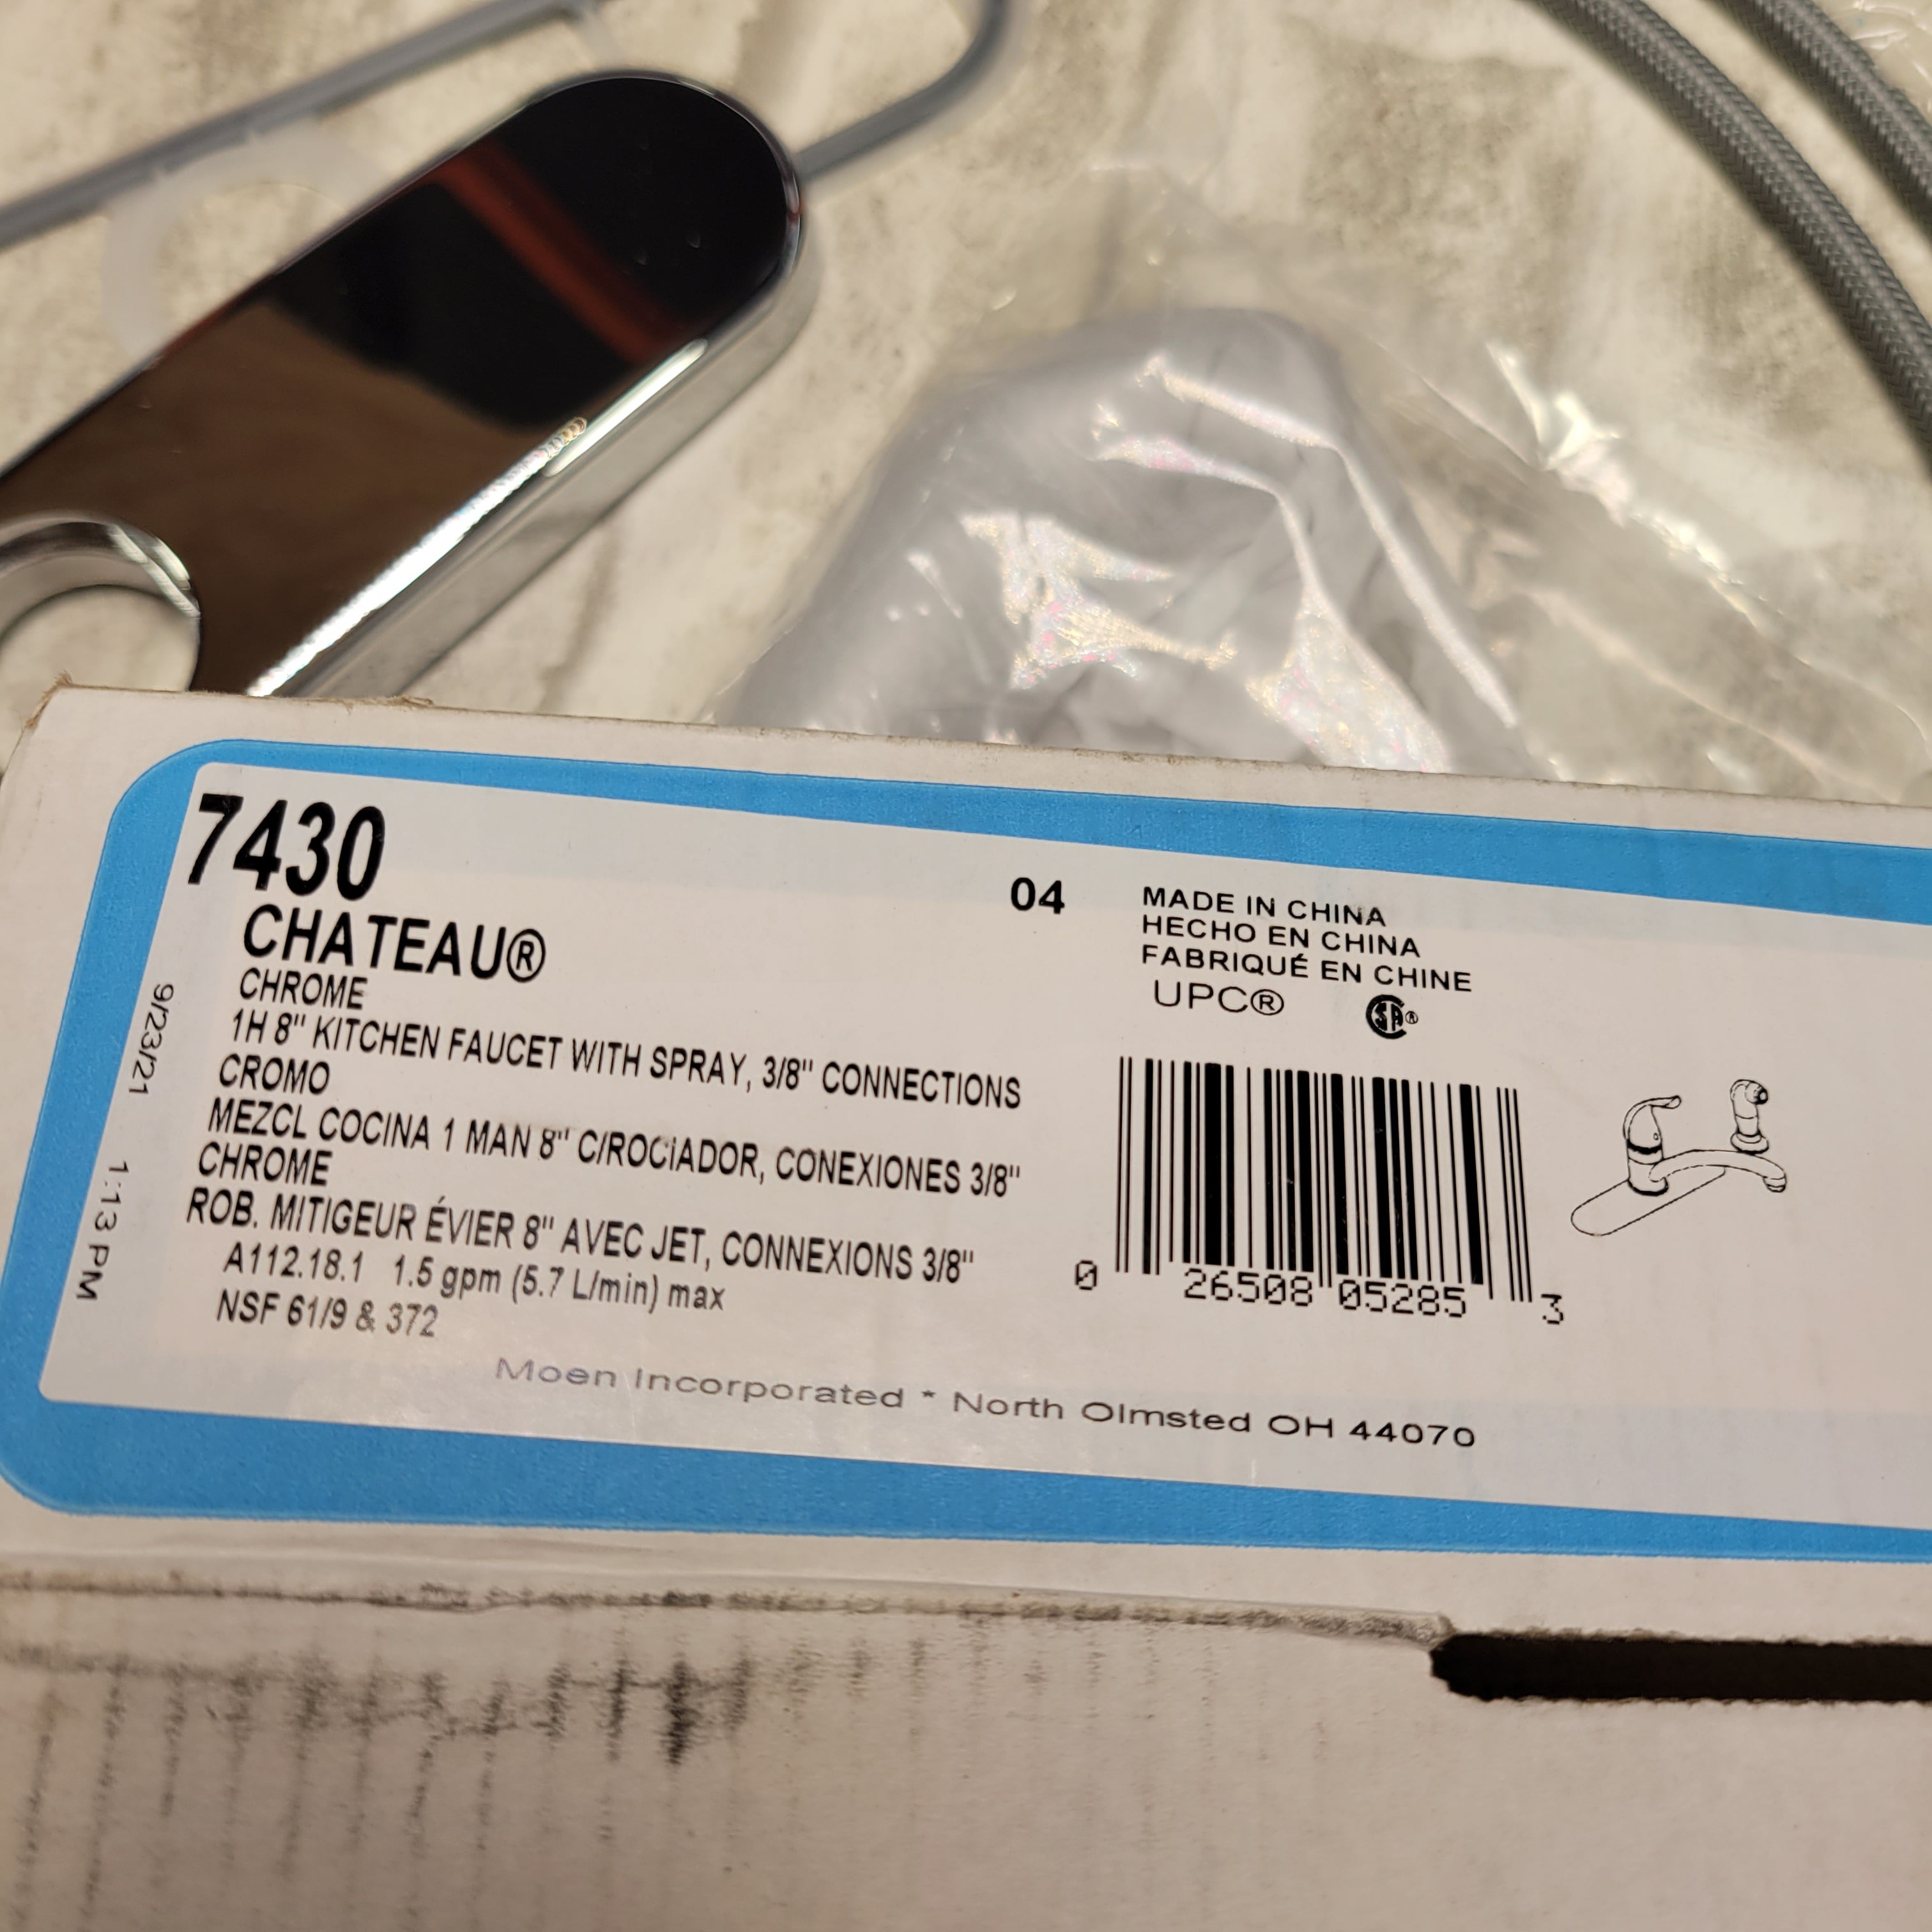 7430
CHATEAU®
CHROME
1H 8" KITCHEN FAUCET WITH SPRAY, 3/8" CONNECTIONS
CROMO
MEZCL COCINA 1 MAN 8" C/ROCiADOR, CONEXIONES 3/8"
CHROME
ROB. MITIGEUR ÉVIER 8" AVEC JET, CONNEXIONS 3/8"
A112.18.1 1.5 gpm (5.7 L/min) max
NSF 61/9 & 372
9/23/21 1:13 PM
04
MADE IN CHINA
HECHO EN CHINA
FABRIQUÉ EN CHINE
UPC® CSA®
0 26508 05285 3
Moen Incorporated * North Olmsted OH 44070